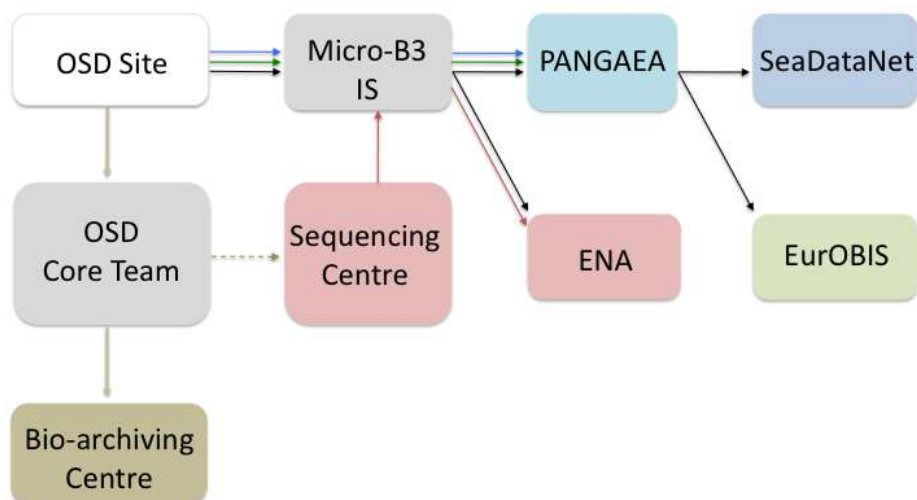 OSD Site
Micro-B3
IS
PANGAEA
SeaDataNet
OSD
Core Team
Sequencing
Centre
ENA
EurOBIS
Bio-archiving
Centre